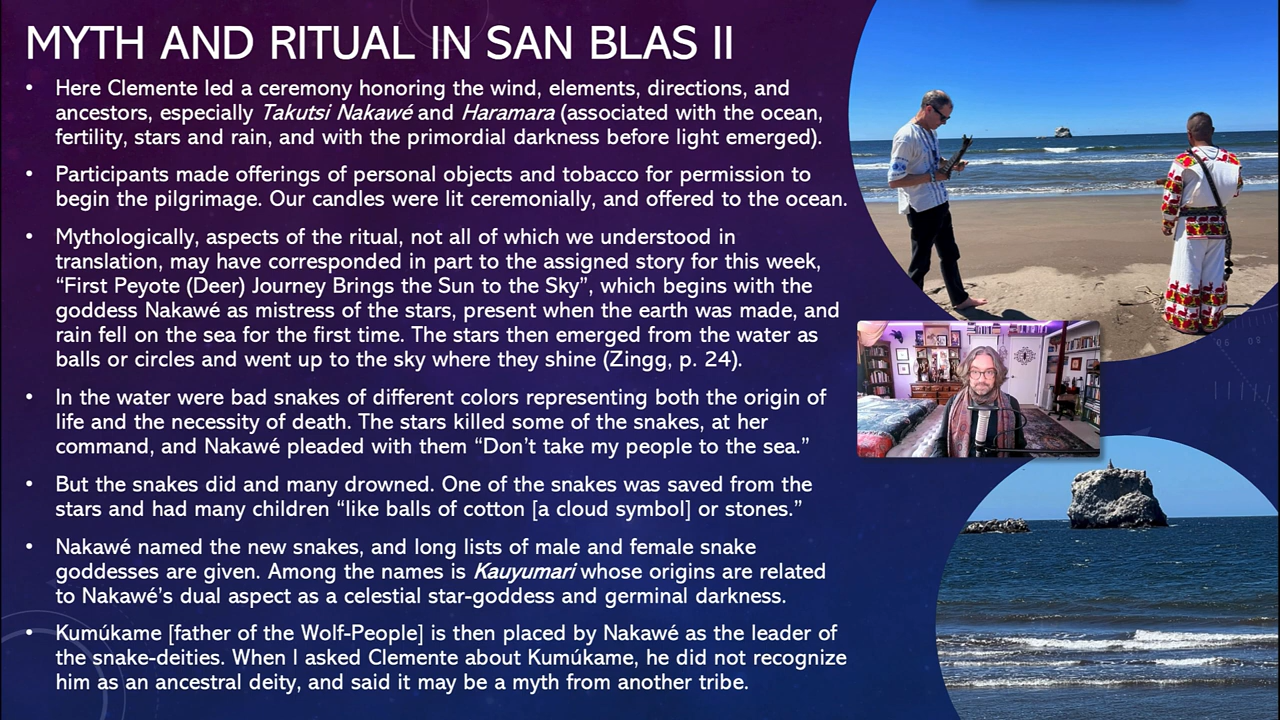 MYTH AND RITUAL IN SAN BLAS II
• Here Clemente led a ceremony honoring the wind, elements, directions, and
ancestors, especially Takutsi Nakawé and Haramara (associated with the ocean,
fertility, stars and rain, and with the primordial darkness before light emerged).
• Participants made offerings of personal objects and tobacco for permission to
begin the pilgrimage. Our candles were lit ceremonially, and offered to the ocean.
• Mythologically, aspects of the ritual, not all of which we understood in
translation, may have corresponded in part to the assigned story for this week,
“First Peyote (Deer) Journey Brings the Sun to the Sky”, which begins with the
goddess Nakawé as mistress of the stars, present when the earth was made, and
rain fell on the sea for the first time. The stars then emerged from the water as
balls or circles and went up to the sky where they shine (Zingg, p. 24).
• In the water were bad snakes of different colors representing both the origin of
life and the necessity of death. The stars killed some of the snakes, at her
command, and Nakawé pleaded with them “Don’t take my people to the sea.”
• But the snakes did and many drowned. One of the snakes was saved from the
stars and had many children “like balls of cotton [a cloud symbol] or stones.”
• Nakawé named the new snakes, and long lists of male and female snake
goddesses are given. Among the names is Kauyumari whose origins are related
to Nakawé’s dual aspect as a celestial star-goddess and germinal darkness.
• Kumúkame [father of the Wolf-People] is then placed by Nakawé as the leader of
the snake-deities. When I asked Clemente about Kumúkame, he did not recognize
him as an ancestral deity, and said it may be a myth from another tribe.